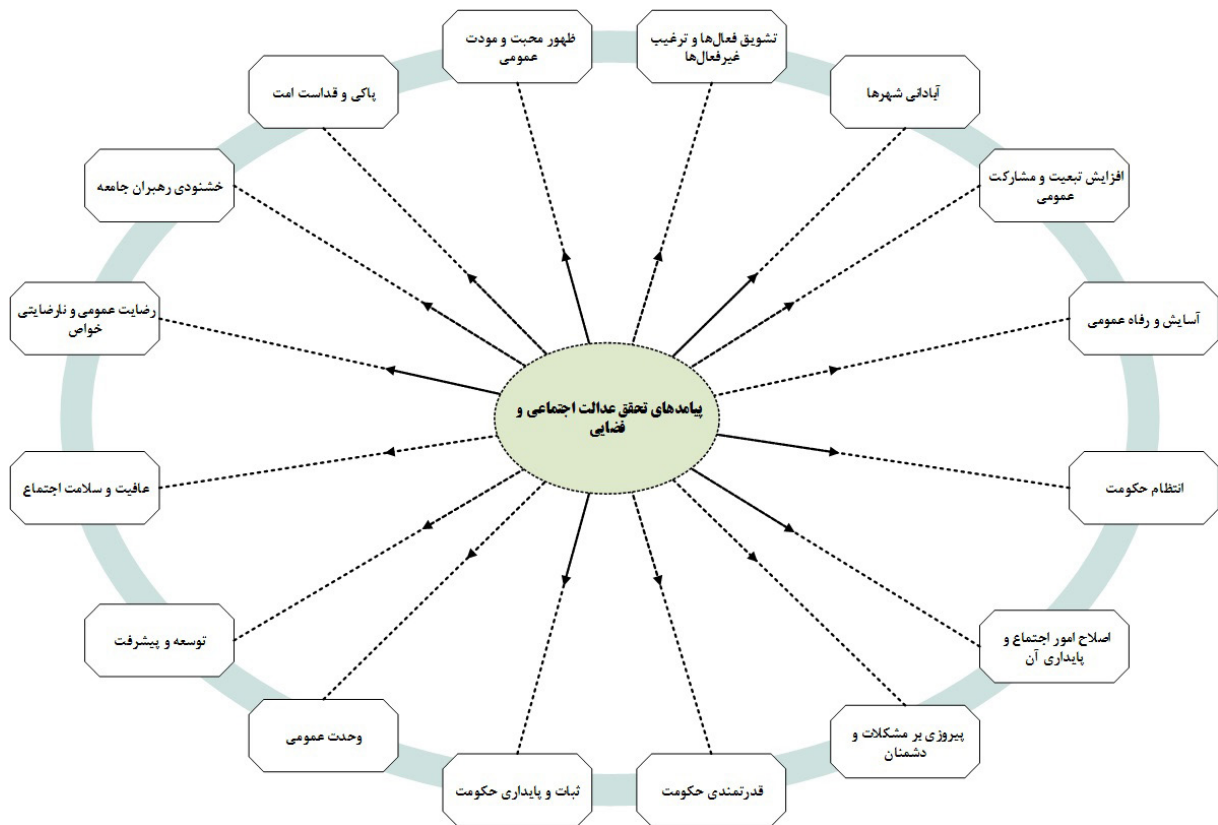 ظهور محبت و مودت
عمومی
تشویق فعال‌ها و ترغیب
غیرفعال‌ها
آبادانی شهرها
افزایش تبعیت و مشارکت
عمومی
آسایش و رفاه عمومی
انتظام حکومت
اصلاح امور اجتماع و
پایداری آن
پیروزی بر مشکلات و
دشمنان
قدرتمندی حکومت
ثبات و پایداری حکومت
وحدت عمومی
توسعه و پیشرفت
عافیت و سلامت اجتماع
رضایت عمومی و نارضایتی
خواص
خشنودی رهبران جامعه
پاکی و قداست امت
پیامدهای تحقق عدالت اجتماعی و
قضایی